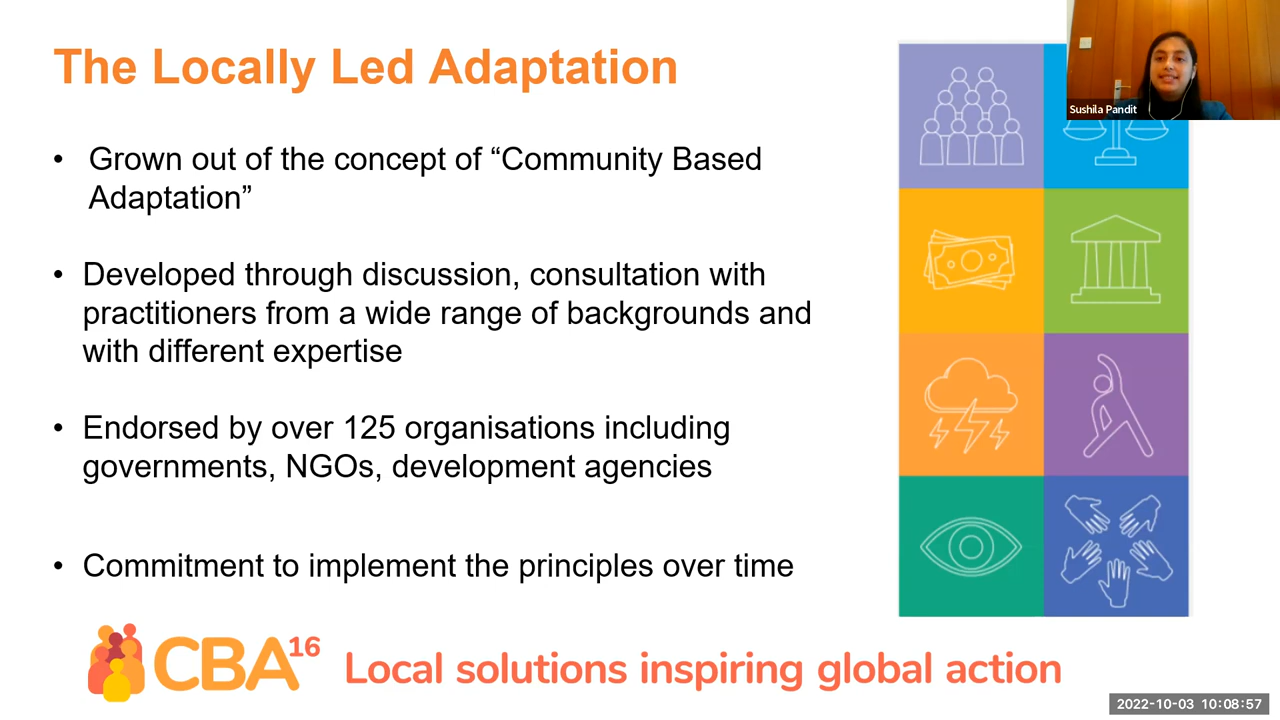 The Locally Led Adaptation
Sushila Pandit
• Grown out of the concept of “Community Based
Adaptation”
• Developed through discussion, consultation with
practitioners from a wide range of backgrounds and
with different expertise
• Endorsed by over 125 organisations including
governments, NGOs, development agencies
• Commitment to implement the principles over time
CBA16
Local solutions inspiring global action
2022-10-03 10:08:57